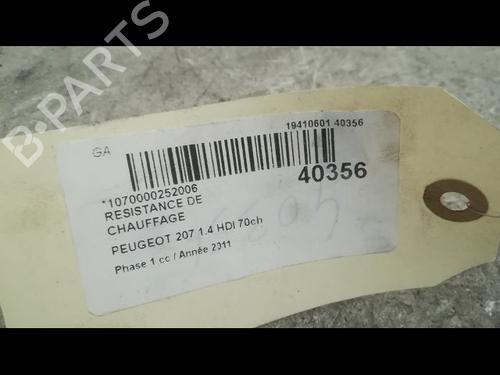 B-PARTS
GA
19410601 40356
*1070000252006
40356
RESISTANCE DE
CHAUFFAGE
PEUGEOT 207 1.4 HDI 70ch
Phase 1 cc / Année 2011